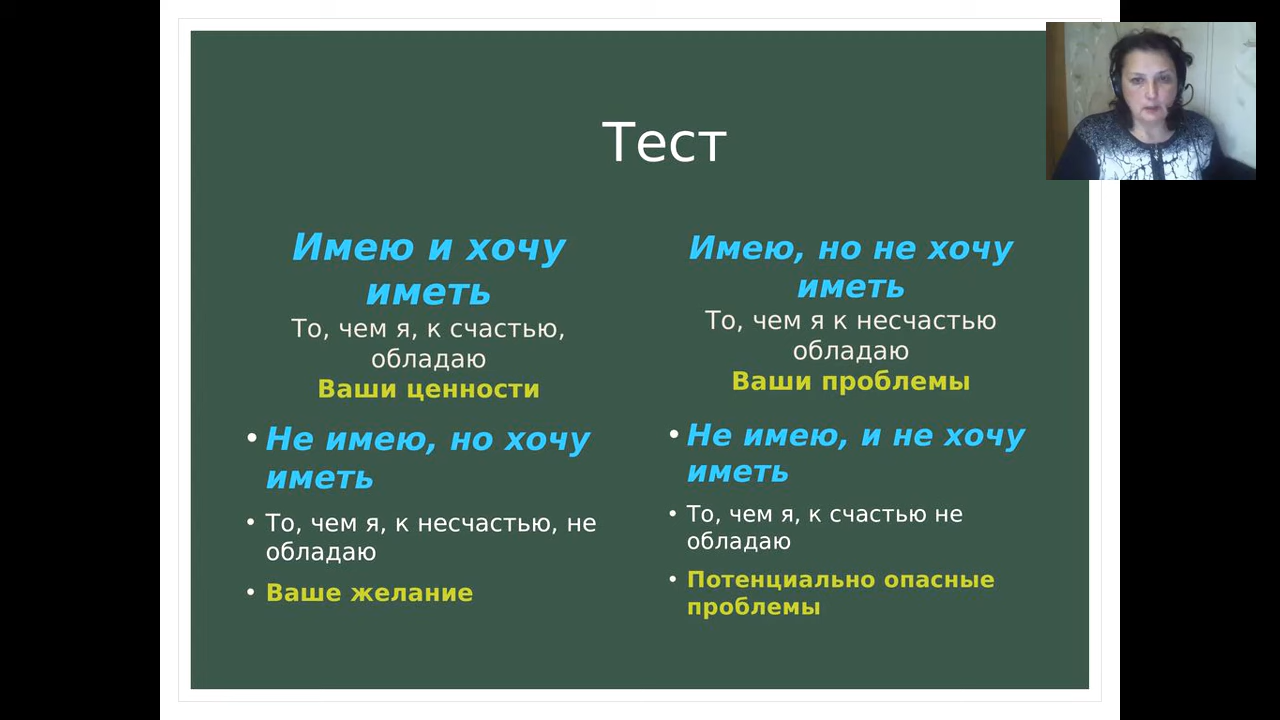 Тест
Имею и хочу
иметь
То, чем я, к счастью,
обладаю
Ваши ценности
• Не имею, но хочу
иметь
• То, чем я, к несчастью, не
обладаю
• Ваше желание
Имею, но не хочу
иметь
То, чем я к несчастью
обладаю
Ваши проблемы
• Не имею, и не хочу
иметь
• То, чем я, к счастью не
обладаю
• Потенциально опасные
проблемы